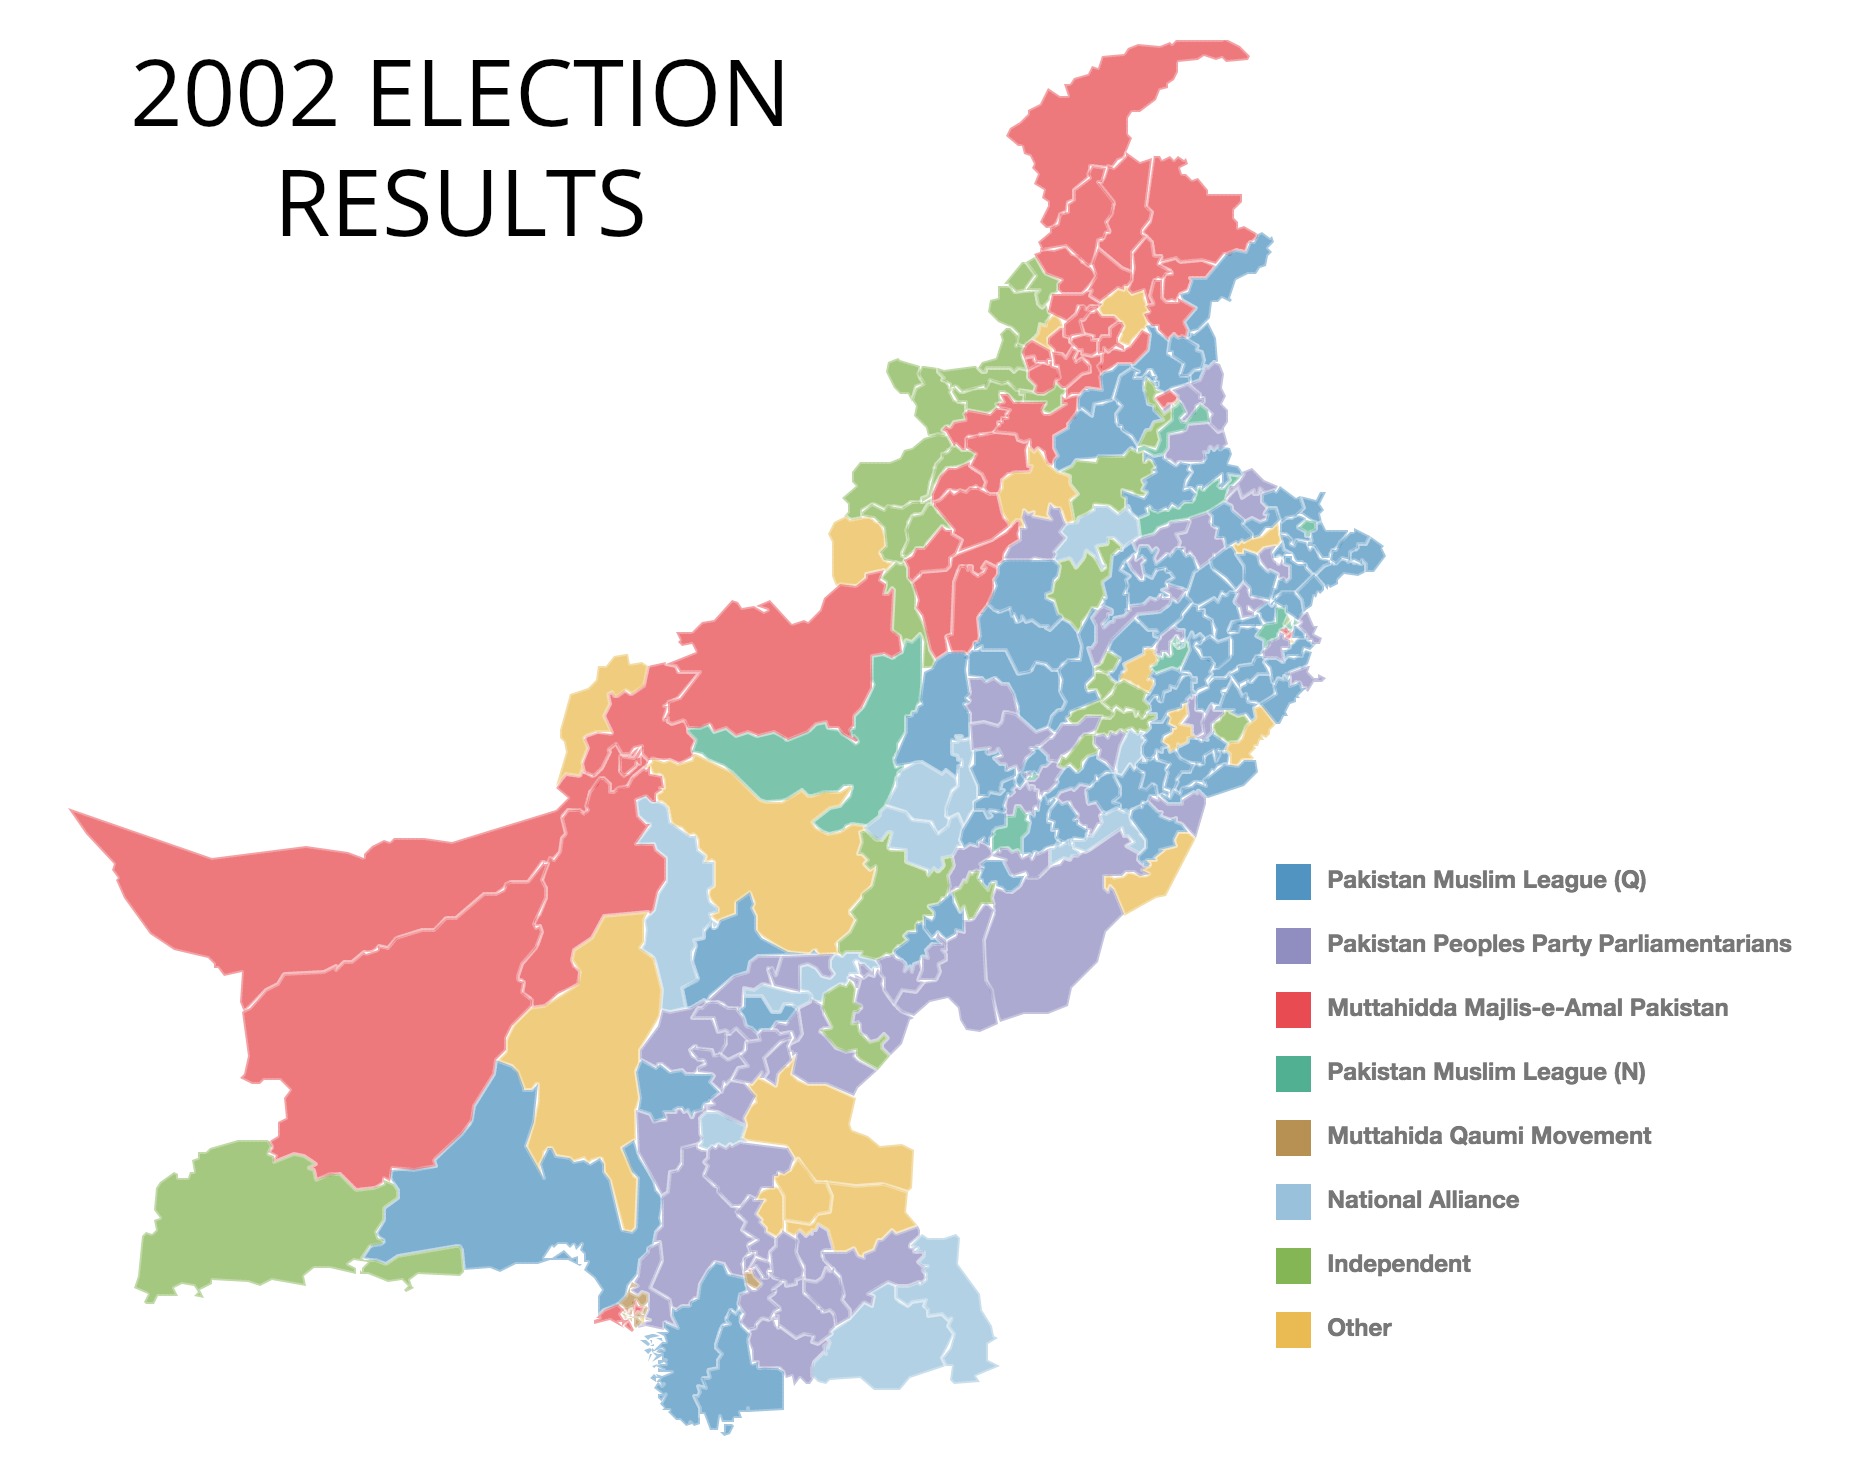 2002 ELECTION
RESULTS
Pakistan Muslim League (Q)
Pakistan Peoples Party Parliamentarians
Muttahidda Majlis-e-Amal Pakistan
Pakistan Muslim League (N)
Muttahida Qaumi Movement
National Alliance
Independent
Other